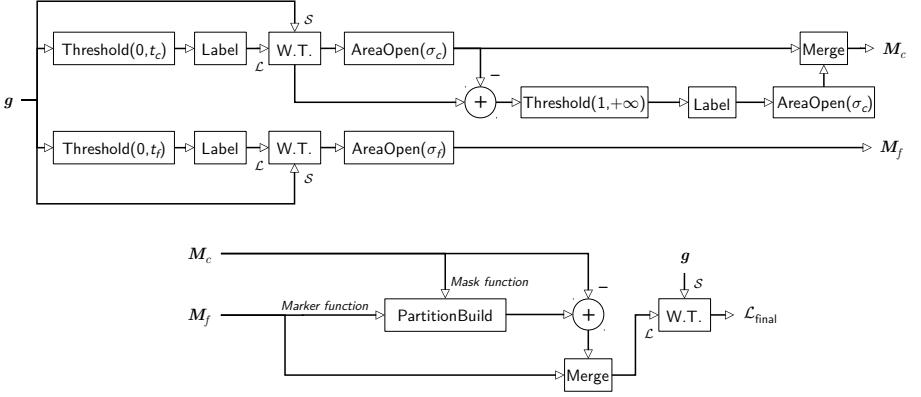 S
Threshold(0,t_c) Label L W.T. AreaOpen(σ_c) Merge M_c
−
g + Threshold(1,+∞) Label AreaOpen(σ_c)
Threshold(0,t_f) Label L W.T. AreaOpen(σ_f) M_f
S
M_c g
Mask function − S
Marker function
M_f PartitionBuild + L W.T. L_final
Merge